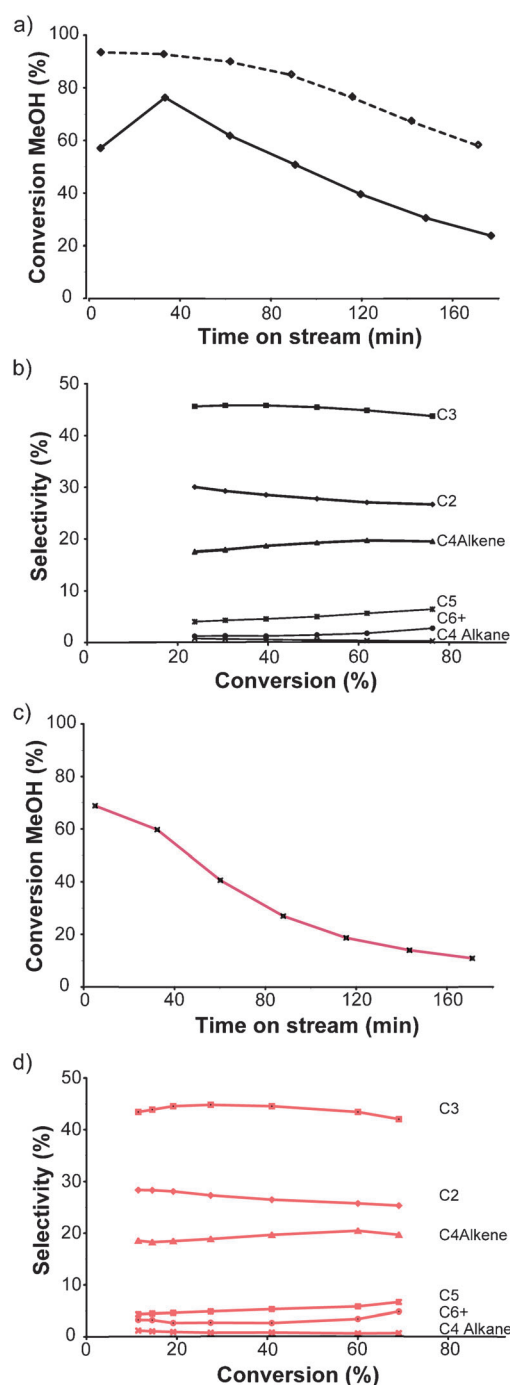 a)
100
80
60
40
20
0
Conversion MeOH (%)
0 40 80 120 160
Time on stream (min)
b)
50
40
30
20
10
0
Selectivity (%)
C3
C2
C4Alkene
C5
C6+
C4 Alkane
0 20 40 60 80
Conversion (%)
c)
100
80
60
40
20
0
Conversion MeOH (%)
0 40 80 120 160
Time on stream (min)
d)
50
40
30
20
10
0
Selectivity (%)
C3
C2
C4Alkene
C5
C6+
C4 Alkane
0 20 40 60 80
Conversion (%)